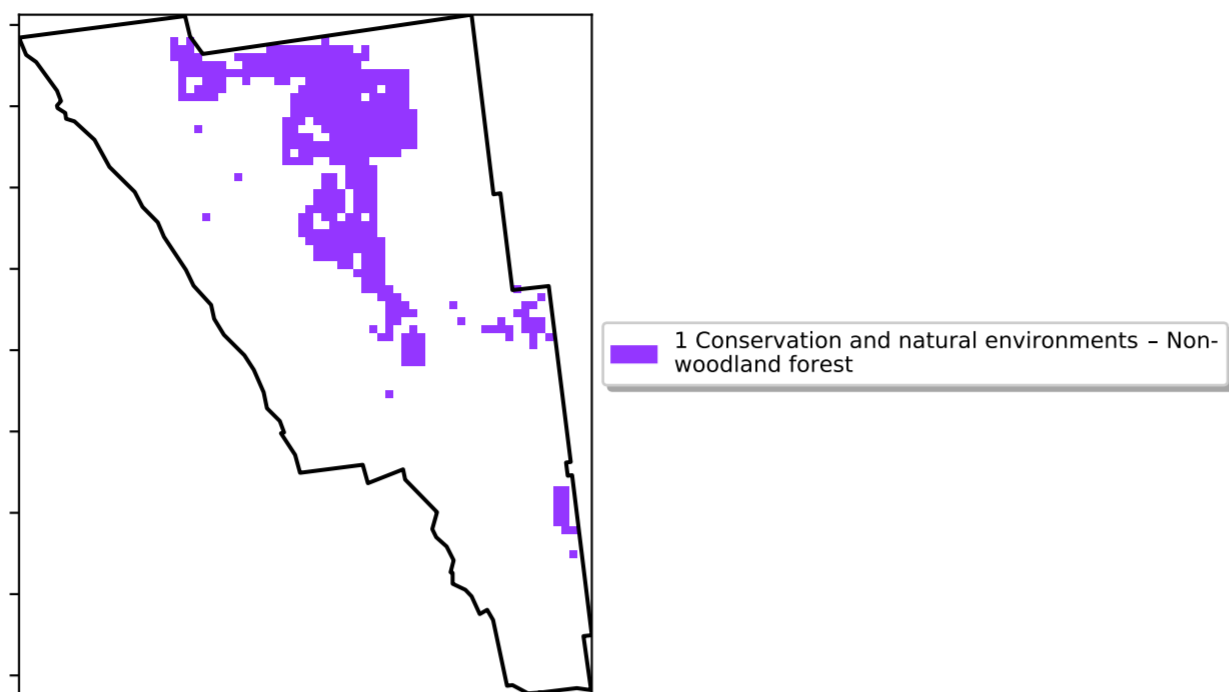 1 Conservation and natural environments – Non-
woodland forest